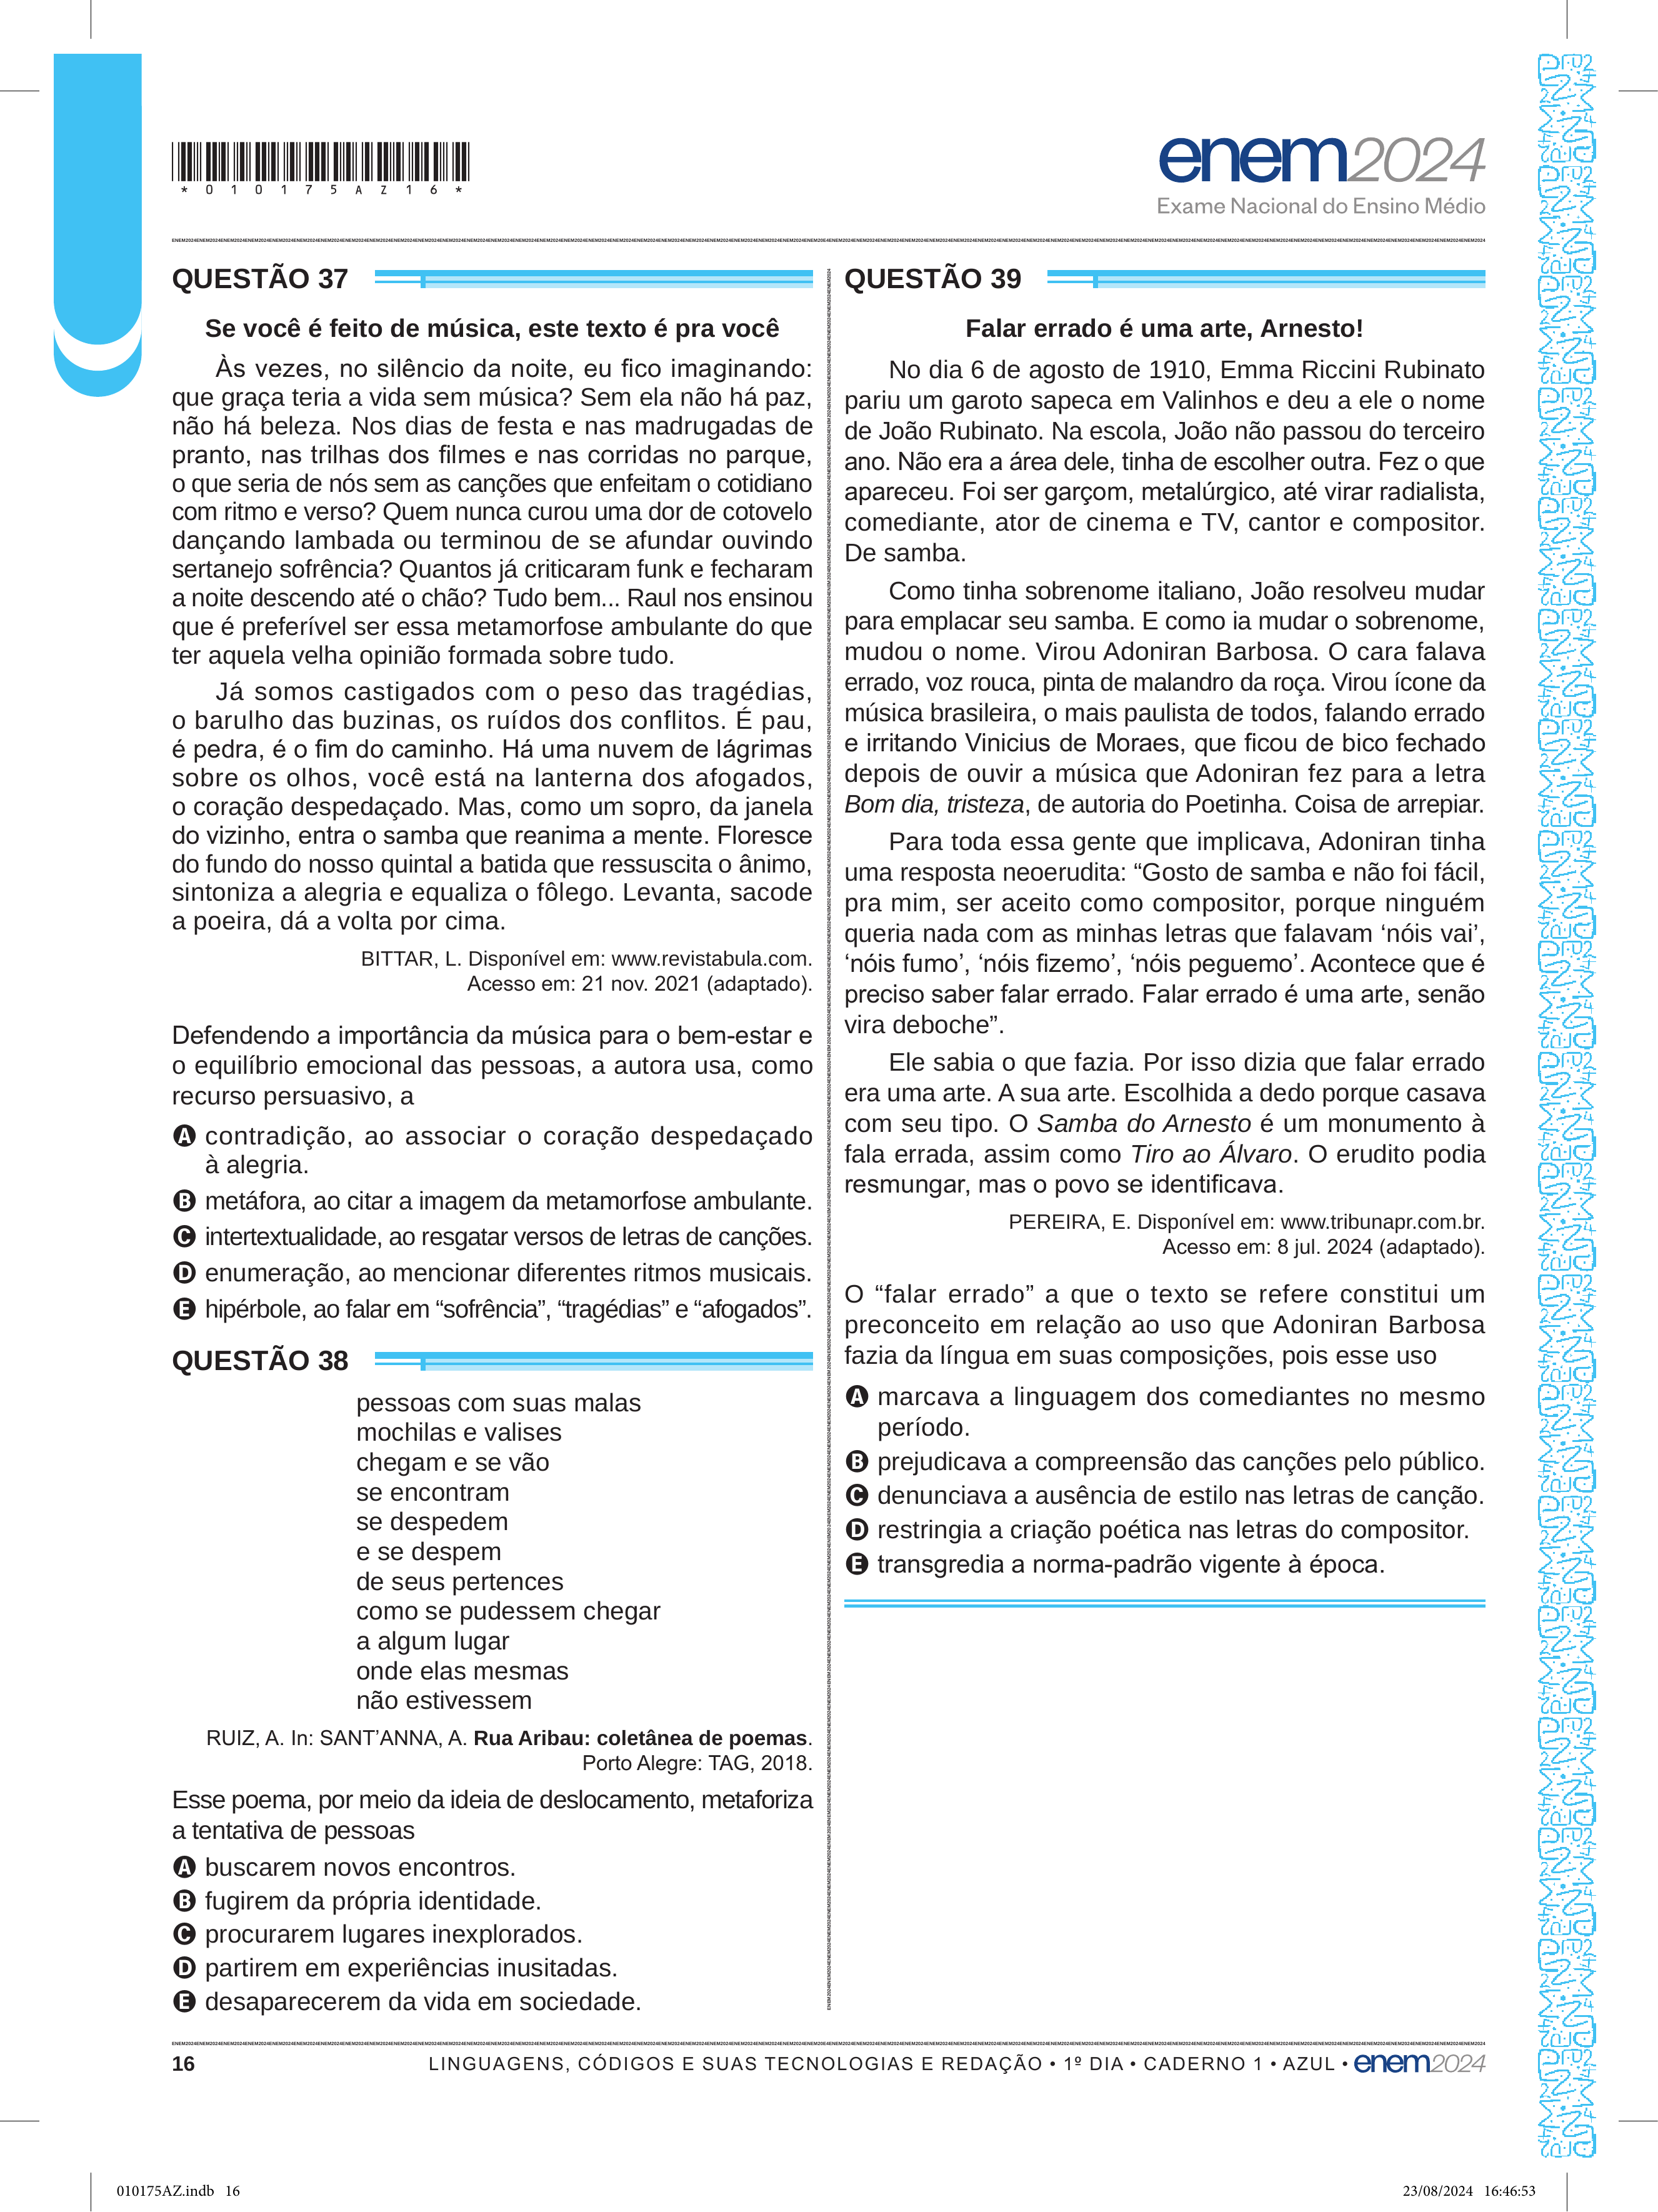 *010175AZ16*
enem2024
Exame Nacional do Ensino Médio
QUESTÃO 37
Se você é feito de música, este texto é pra você
Às vezes, no silêncio da noite, eu fico imaginando:
que graça teria a vida sem música? Sem ela não há paz,
não há beleza. Nos dias de festa e nas madrugadas de
pranto, nas trilhas dos filmes e nas corridas no parque,
o que seria de nós sem as canções que enfeitam o cotidiano
com ritmo e verso? Quem nunca curou uma dor de cotovelo
dançando lambada ou terminou de se afundar ouvindo
sertanejo sofrência? Quantos já criticaram funk e fecharam
a noite descendo até o chão? Tudo bem... Raul nos ensinou
que é preferível ser essa metamorfose ambulante do que
ter aquela velha opinião formada sobre tudo.
Já somos castigados com o peso das tragédias,
o barulho das buzinas, os ruídos dos conflitos. É pau,
é pedra, é o fim do caminho. Há uma nuvem de lágrimas
sobre os olhos, você está na lanterna dos afogados,
o coração despedaçado. Mas, como um sopro, da janela
do vizinho, entra o samba que reanima a mente. Floresce
do fundo do nosso quintal a batida que ressuscita o ânimo,
sintoniza a alegria e equaliza o fôlego. Levanta, sacode
a poeira, dá a volta por cima.
BITTAR, L. Disponível em: www.revistabula.com.
Acesso em: 21 nov. 2021 (adaptado).
Defendendo a importância da música para o bem-estar e
o equilíbrio emocional das pessoas, a autora usa, como
recurso persuasivo, a
A contradição, ao associar o coração despedaçado
à alegria.
B metáfora, ao citar a imagem da metamorfose ambulante.
C intertextualidade, ao resgatar versos de letras de canções.
D enumeração, ao mencionar diferentes ritmos musicais.
E hipérbole, ao falar em “sofrência”, “tragédias” e “afogados”.
QUESTÃO 38
pessoas com suas malas
mochilas e valises
chegam e se vão
se encontram
se despedem
e se despem
de seus pertences
como se pudessem chegar
a algum lugar
onde elas mesmas
não estivessem
RUIZ, A. In: SANT’ANNA, A. Rua Aribau: coletânea de poemas.
Porto Alegre: TAG, 2018.
Esse poema, por meio da ideia de deslocamento, metaforiza
a tentativa de pessoas
A buscarem novos encontros.
B fugirem da própria identidade.
C procurarem lugares inexplorados.
D partirem em experiências inusitadas.
E desaparecerem da vida em sociedade.
QUESTÃO 39
Falar errado é uma arte, Arnesto!
No dia 6 de agosto de 1910, Emma Riccini Rubinato
pariu um garoto sapeca em Valinhos e deu a ele o nome
de João Rubinato. Na escola, João não passou do terceiro
ano. Não era a área dele, tinha de escolher outra. Fez o que
apareceu. Foi ser garçom, metalúrgico, até virar radialista,
comediante, ator de cinema e TV, cantor e compositor.
De samba.
Como tinha sobrenome italiano, João resolveu mudar
para emplacar seu samba. E como ia mudar o sobrenome,
mudou o nome. Virou Adoniran Barbosa. O cara falava
errado, voz rouca, pinta de malandro da roça. Virou ícone da
música brasileira, o mais paulista de todos, falando errado
e irritando Vinicius de Moraes, que ficou de bico fechado
depois de ouvir a música que Adoniran fez para a letra
Bom dia, tristeza, de autoria do Poetinha. Coisa de arrepiar.
Para toda essa gente que implicava, Adoniran tinha
uma resposta neoerudita: “Gosto de samba e não foi fácil,
pra mim, ser aceito como compositor, porque ninguém
queria nada com as minhas letras que falavam ‘nóis vai’,
‘nóis fumo’, ‘nóis fizemo’, ‘nóis peguemo’. Acontece que é
preciso saber falar errado. Falar errado é uma arte, senão
vira deboche”.
Ele sabia o que fazia. Por isso dizia que falar errado
era uma arte. A sua arte. Escolhida a dedo porque casava
com seu tipo. O Samba do Arnesto é um monumento à
fala errada, assim como Tiro ao Álvaro. O erudito podia
resmungar, mas o povo se identificava.
PEREIRA, E. Disponível em: www.tribunapr.com.br.
Acesso em: 8 jul. 2024 (adaptado).
O “falar errado” a que o texto se refere constitui um
preconceito em relação ao uso que Adoniran Barbosa
fazia da língua em suas composições, pois esse uso
A marcava a linguagem dos comediantes no mesmo
período.
B prejudicava a compreensão das canções pelo público.
C denunciava a ausência de estilo nas letras de canção.
D restringia a criação poética nas letras do compositor.
E transgredia a norma-padrão vigente à época.
16
LINGUAGENS, CÓDIGOS E SUAS TECNOLOGIAS E REDAÇÃO • 1º DIA • CADERNO 1 • AZUL • enem2024
010175AZ.indb 16
23/08/2024 16:46:53